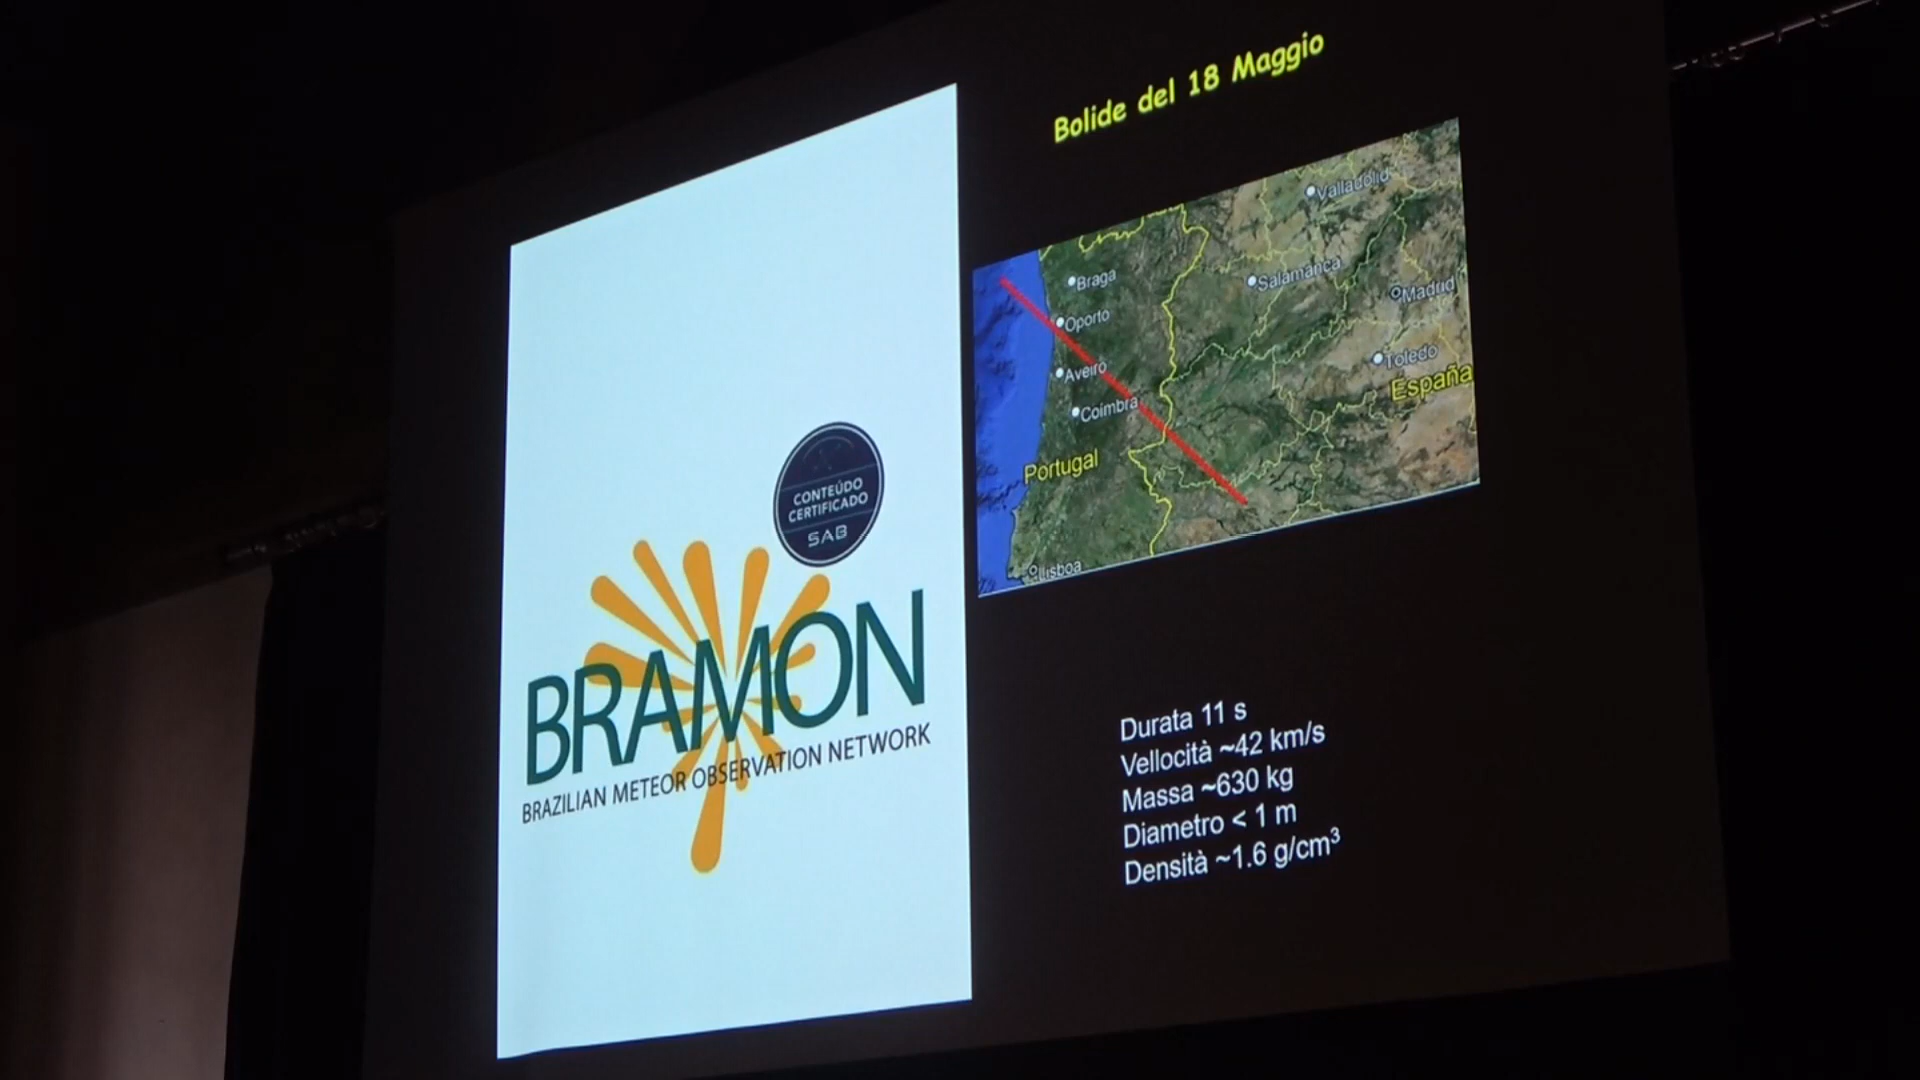 Bolide del 18 Maggio
CONTEÚDO
CERTIFICADO
SAB
BRAMON
BRAZILIAN METEOR OBSERVATION NETWORK
Valladolid
Braga
Salamanca
Madrid
Oporto
Toledo
Aveiro
España
Coimbra
Portugal
Lisboa
Durata 11 s
Vellocità ~42 km/s
Massa ~630 kg
Diametro < 1 m
Densità ~1.6 g/cm³